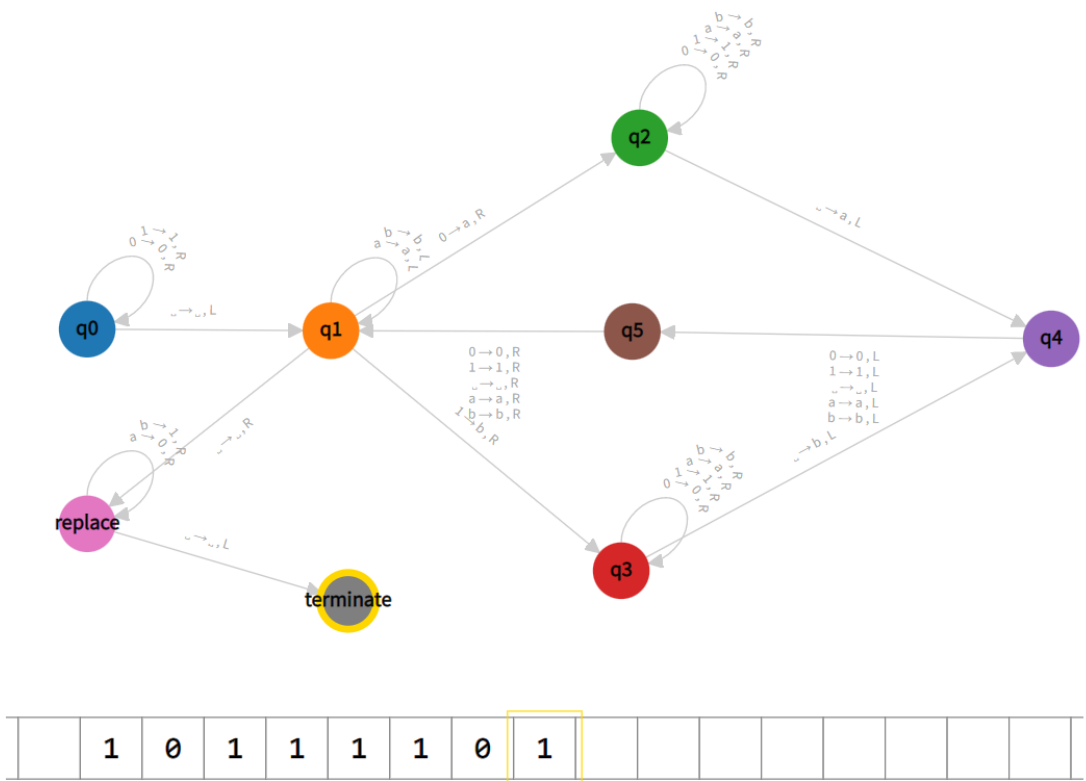 b→b,R
a→a,R
1→1,R
0→0,R
q2
0→a,R
␣→a,L
1→1,R
0→0,R
b→b,L
a→a,L
q0
␣→␣,L
q1
q5
q4
0→0,R
1→1,R
␣→␣,R
a→a,R
b→b,R
1→b,R
0→0,L
1→1,L
␣→␣,L
a→a,L
b→b,L
␣→␣,R
b→1,R
a→0,R
␣→b,L
b→b,R
a→a,R
1→1,R
0→0,R
replace
␣→␣,L
q3
terminate
1 0 1 1 1 1 0 1